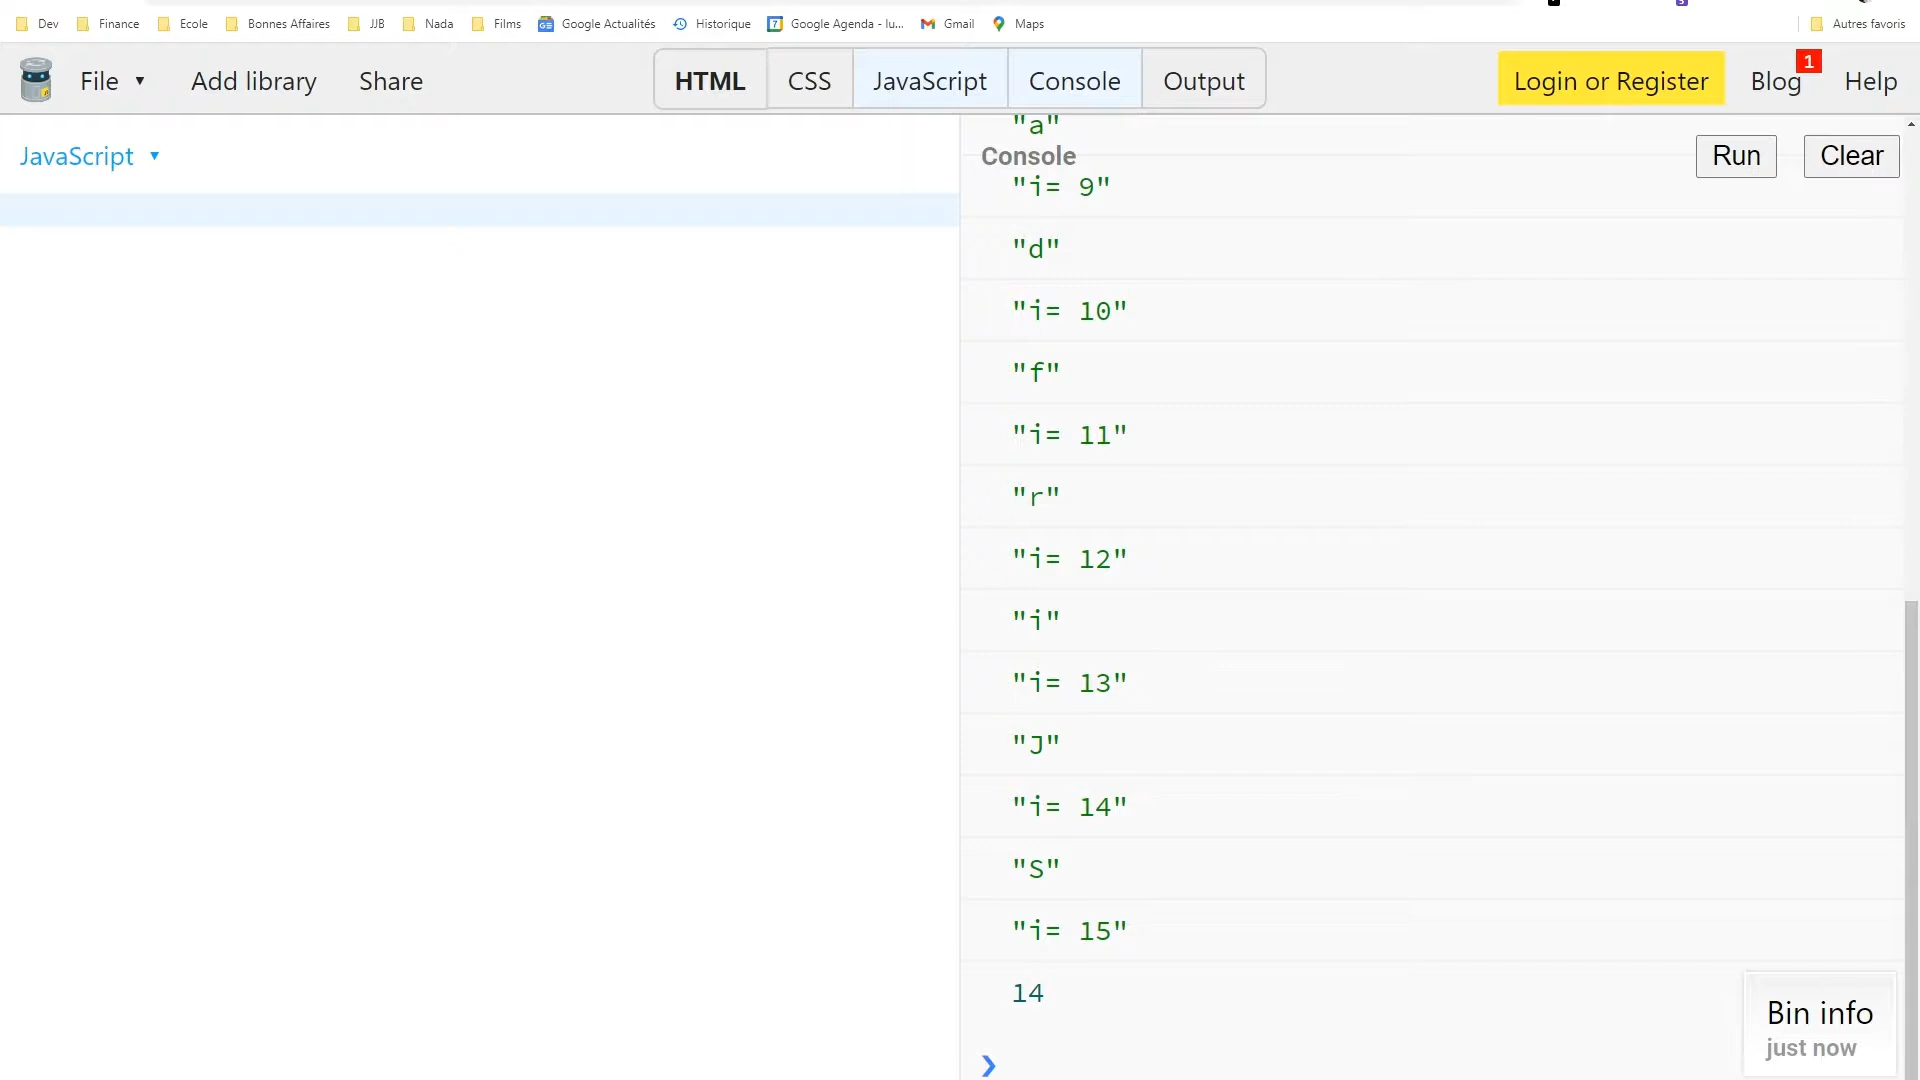 Dev Finance Ecole Bonnes Affaires JJB Nada Films Google Actualités Historique Google Agenda - lu... Gmail Maps Autres favoris
File ▼ Add library Share HTML CSS JavaScript Console Output Login or Register Blog 1 Help
JavaScript ▼
"a"
Console Run Clear
"i= 9"
"d"
"i= 10"
"f"
"i= 11"
"r"
"i= 12"
"i"
"i= 13"
"J"
"i= 14"
"S"
"i= 15"
14
Bin info
just now